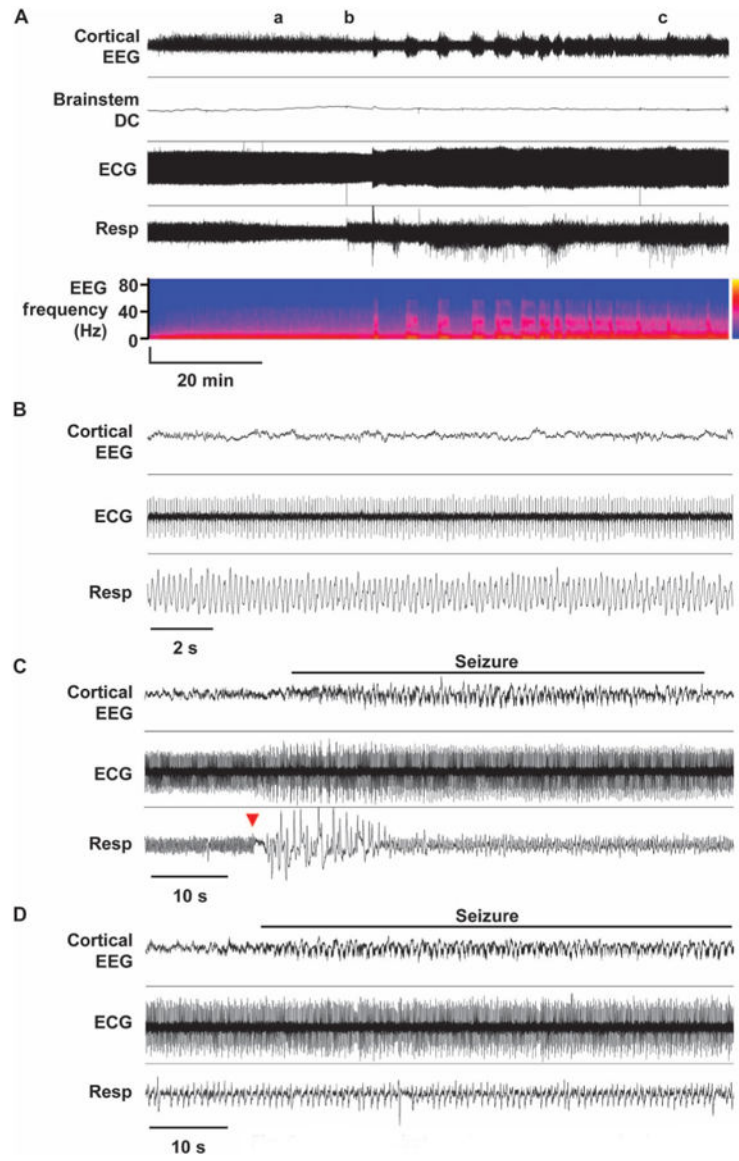 A
a b c
Cortical
EEG
Brainstem
DC
ECG
Resp
EEG
frequency
(Hz)
80
40
0
20 min
B
Cortical
EEG
ECG
Resp
2 s
C
Seizure
Cortical
EEG
ECG
Resp
10 s
D
Seizure
Cortical
EEG
ECG
Resp
10 s